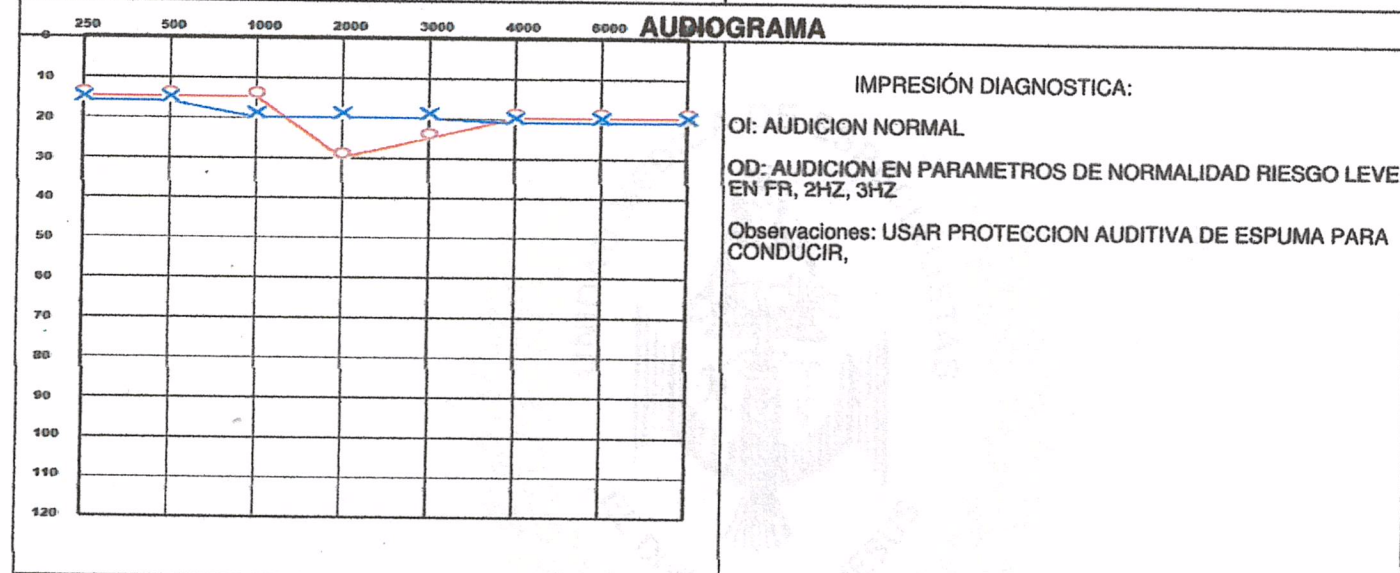 250 500 1000 2000 3000 4000 6000 AUDIOGRAMA
0
10
20
30
40
50
60
70
80
90
100
110
120
IMPRESIÓN DIAGNOSTICA:
OI: AUDICION NORMAL
OD: AUDICION EN PARAMETROS DE NORMALIDAD RIESGO LEVE
EN FR, 2HZ, 3HZ
Observaciones: USAR PROTECCION AUDITIVA DE ESPUMA PARA
CONDUCIR,